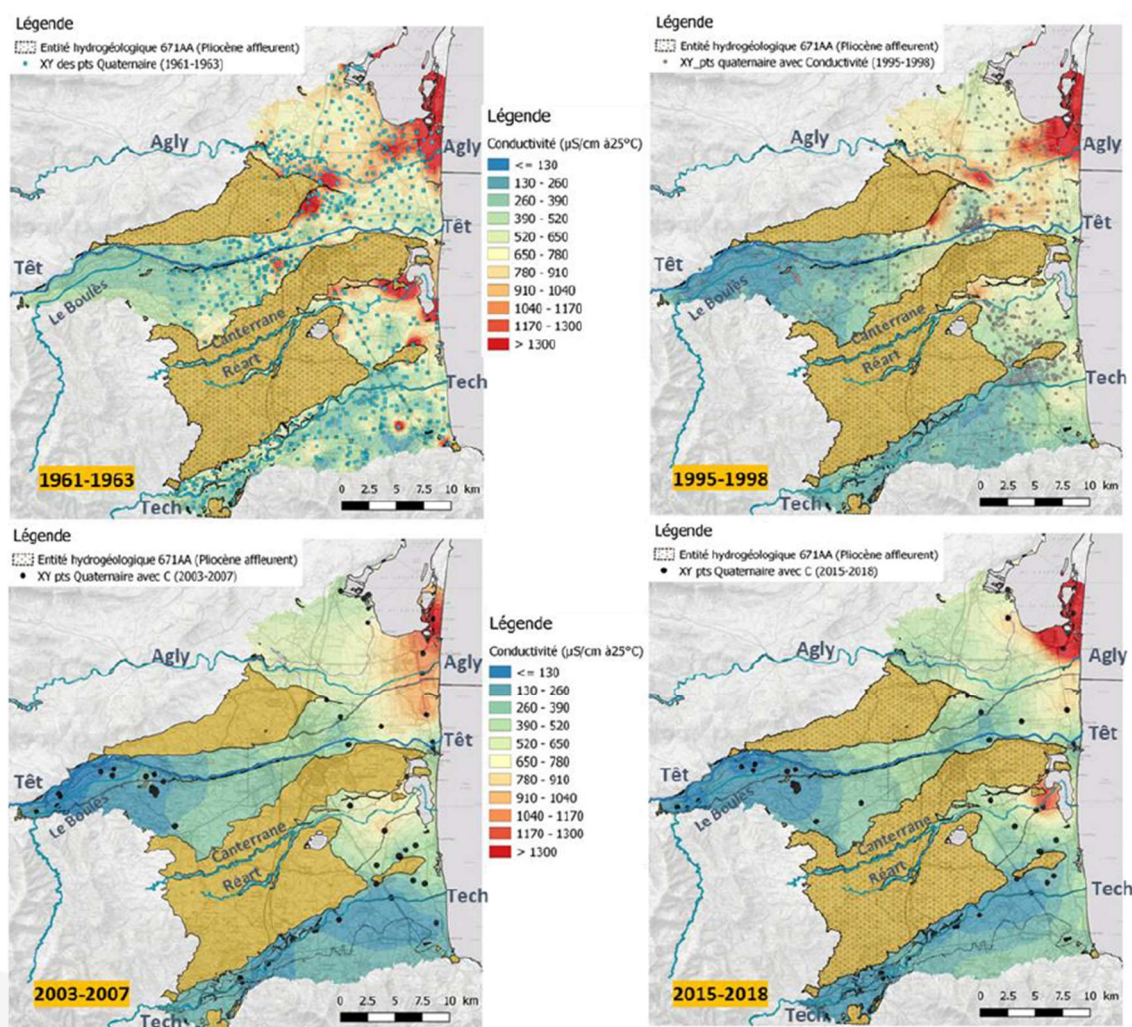 Légende
Entité hydrogéologique 671AA (Pliocène affleurent)
XY des pts Quaternaire (1961-1963)
Agly
Agly
Têt
Têt
Le Boulès
Canterrane
Réart
Tech
Tech
1961-1963
0 2.5 5 7.5 10 km
Légende
Conductivité (µS/cm à25°C)
<= 130
130 - 260
260 - 390
390 - 520
520 - 650
650 - 780
780 - 910
910 - 1040
1040 - 1170
1170 - 1300
> 1300
Légende
Entité hydrogéologique 671AA (Pliocène affleurent)
XY_pts quaternaire avec Conductivité (1995-1998)
Agly
Agly
Têt
Têt
Le Boulès
Canterrane
Réart
Tech
Tech
1995-1998
0 2.5 5 7.5 10 km
Légende
Entité hydrogéologique 671AA (Pliocène affleurent)
XY pts Quaternaire avec C (2003-2007)
Agly
Agly
Têt
Têt
Le Boulès
Canterrane
Réart
Tech
Tech
2003-2007
0 2.5 5 7.5 10 km
Légende
Conductivité (µS/cm à25°C)
<= 130
130 - 260
260 - 390
390 - 520
520 - 650
650 - 780
780 - 910
910 - 1040
1040 - 1170
1170 - 1300
> 1300
Légende
Entité hydrogéologique 671AA (Pliocène affleurent)
XY pts Quaternaire avec C (2015-2018)
Agly
Agly
Têt
Têt
Le Boulès
Canterrane
Réart
Tech
Tech
2015-2018
0 2.5 5 7.5 10 km